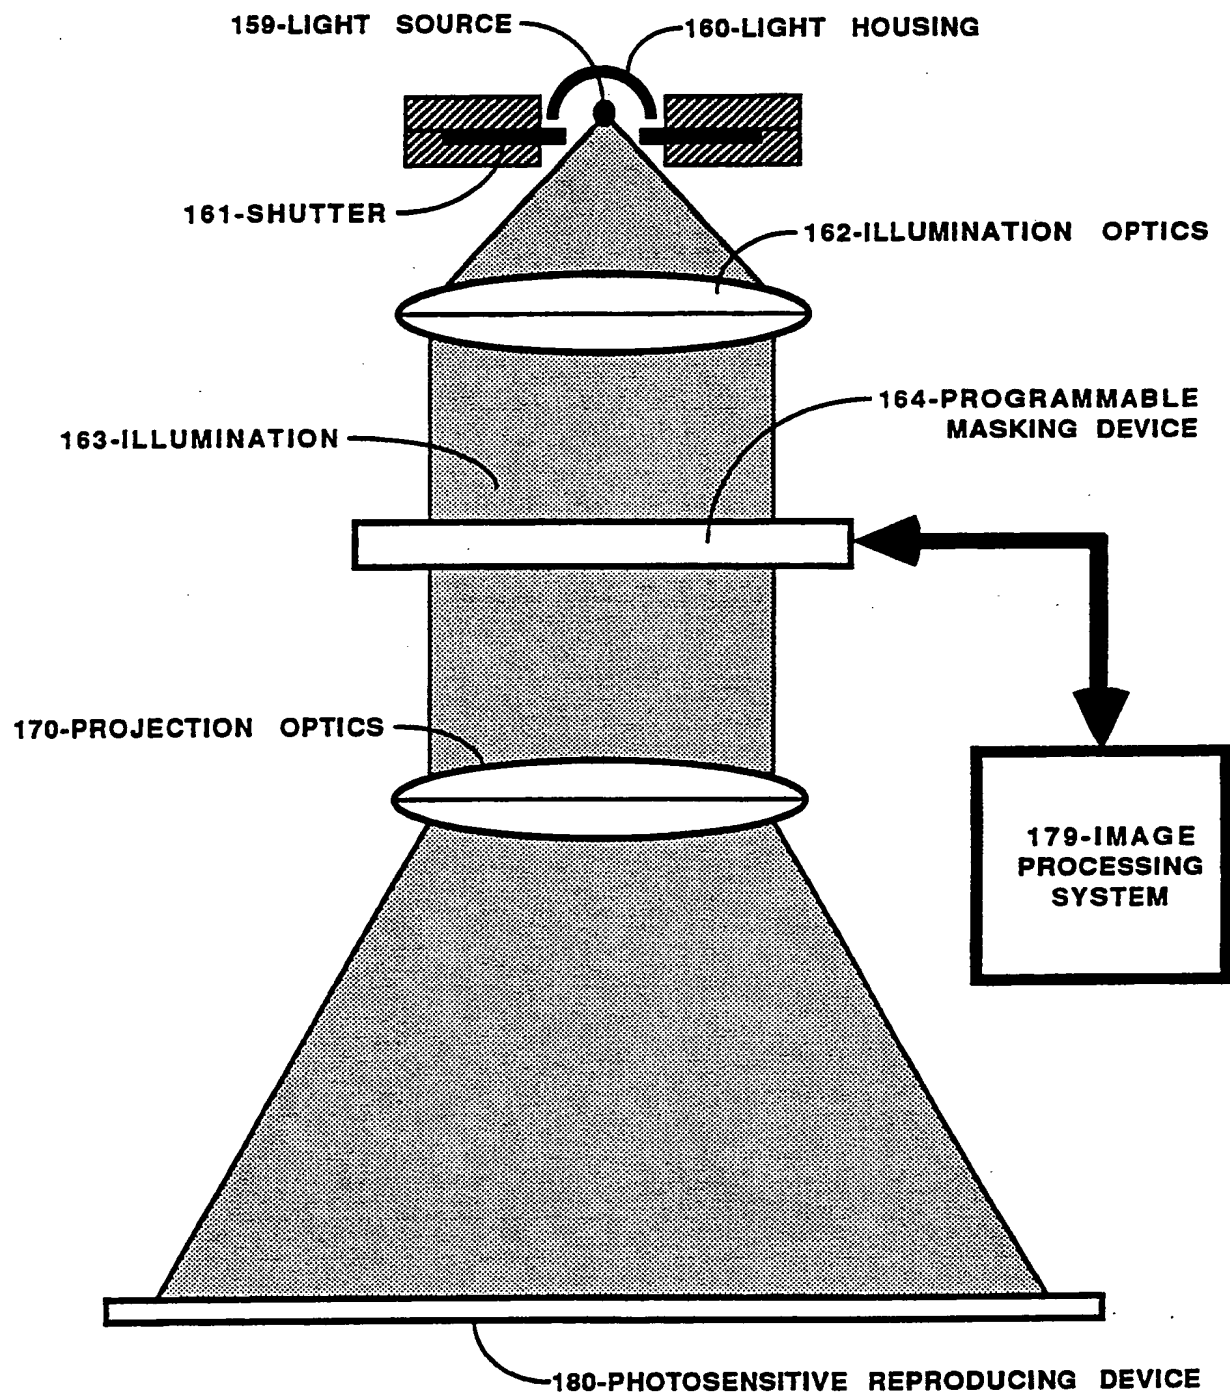 159-LIGHT SOURCE
160-LIGHT HOUSING
161-SHUTTER
162-ILLUMINATION OPTICS
164-PROGRAMMABLE
MASKING DEVICE
163-ILLUMINATION
170-PROJECTION OPTICS
179-IMAGE
PROCESSING
SYSTEM
180-PHOTOSENSITIVE REPRODUCING DEVICE